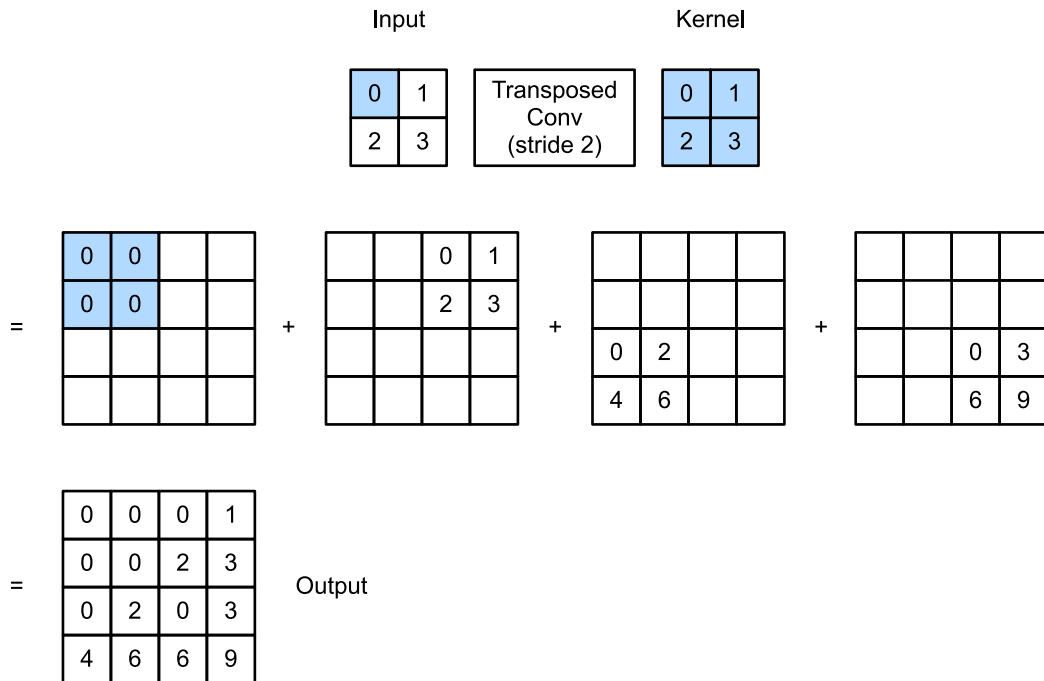 Input Kernel
0 1 Transposed 0 1
Conv
2 3 (stride 2) 2 3
0 0 0 1
0 0 2 3
= + + +
0 2 0 3
4 6 6 9
0 0 0 1
0 0 2 3
= Output
0 2 0 3
4 6 6 9